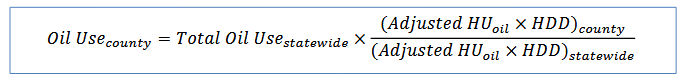 Oil Use_county = Total Oil Use_statewide × (Adjusted HU_oil × HDD)_county / (Adjusted HU_oil × HDD)_statewide